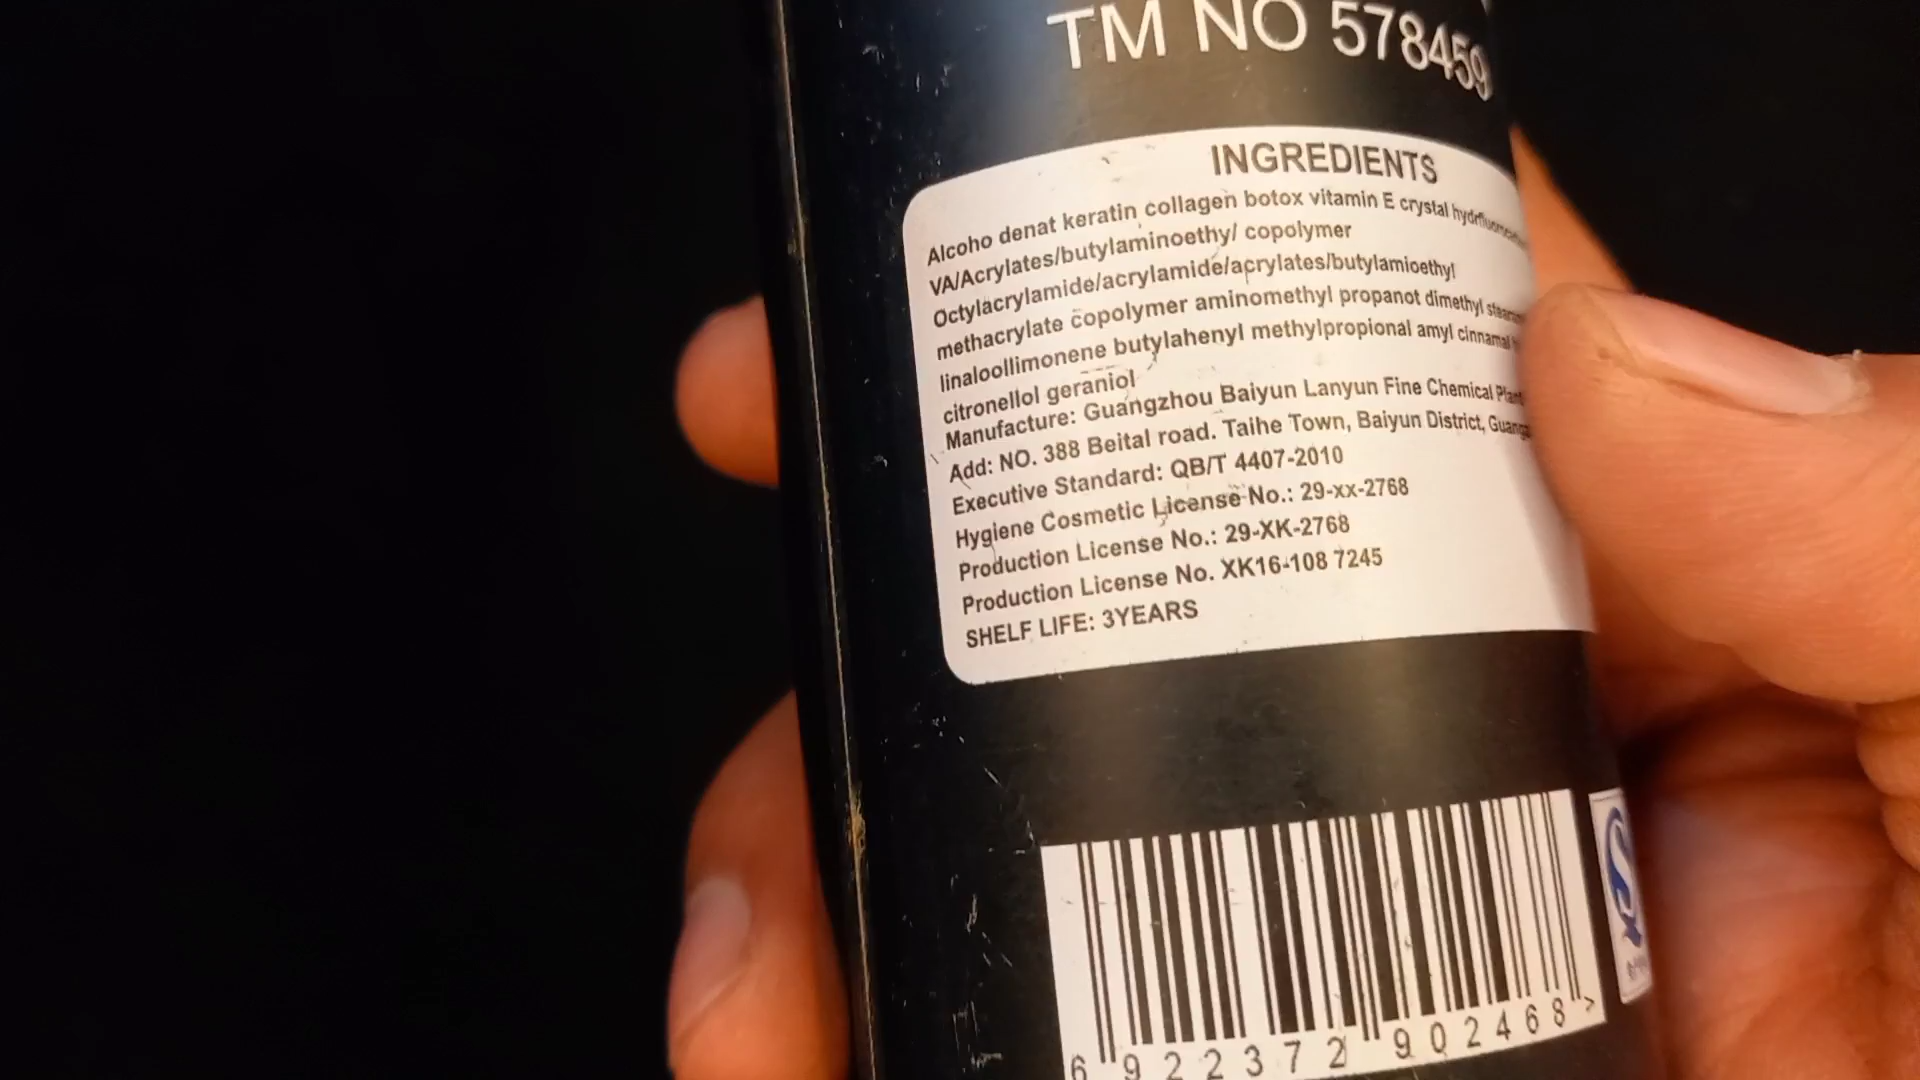 TM NO 578459
INGREDIENTS
Alcoho denat keratin collagen botox vitamin E crystal
VA/Acrylates/butylaminoethy/ copolymer
Octylacrylamide/acrylamide/acrylates/butylamioethyl
methacrylate copolymer aminomethyl propanot dimethyl
linaloollimonene butylahenyl methylpropional amyl cinnamal
citronellol geraniol
Manufacture: Guangzhou Baiyun Lanyun Fine Chemical Plant
Add: NO. 388 Beital road. Taihe Town, Baiyun District,
Executive Standard: QB/T 4407-2010
Hygiene Cosmetic License No.: 29-xx-2768
Production License No.: 29-XK-2768
Production License No. XK16-108 7245
SHELF LIFE: 3YEARS
6 922372 902468 >